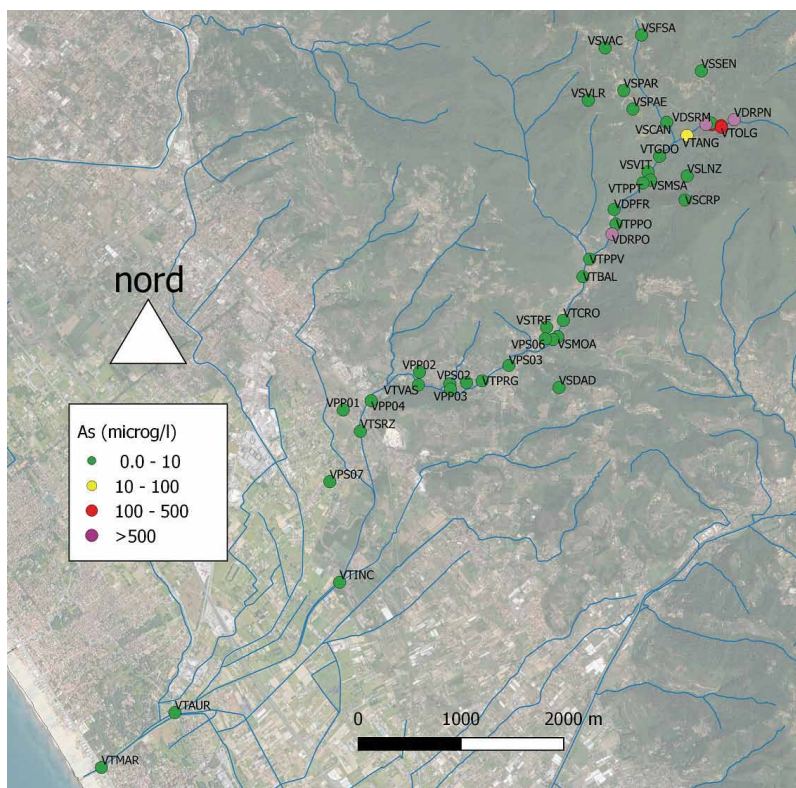 VSFSA
VSVAC
VSSEN
VSPAR
VSVLR
VSPAE
VDSRM
VDRPN
VSCAN
VTOLG
VTANG
VTGDO
VSVIT
VSLNZ
VTPPT
VSMSA
VSCRP
VDPFR
VTPPO
VDRPO
VTPPV
nord
VTBAL
VTCRO
VSTRE
VPS06
VSMOA
VPP02
VPS03
VPS02
VTPRG
VTVAS
VSDAD
VPP03
VPP01
VPP04
As (microg/l)
VTSRZ
0.0 - 10
10 - 100
VPS07
100 - 500
>500
VTINC
VTAUR
0 1000 2000 m
VTMAR